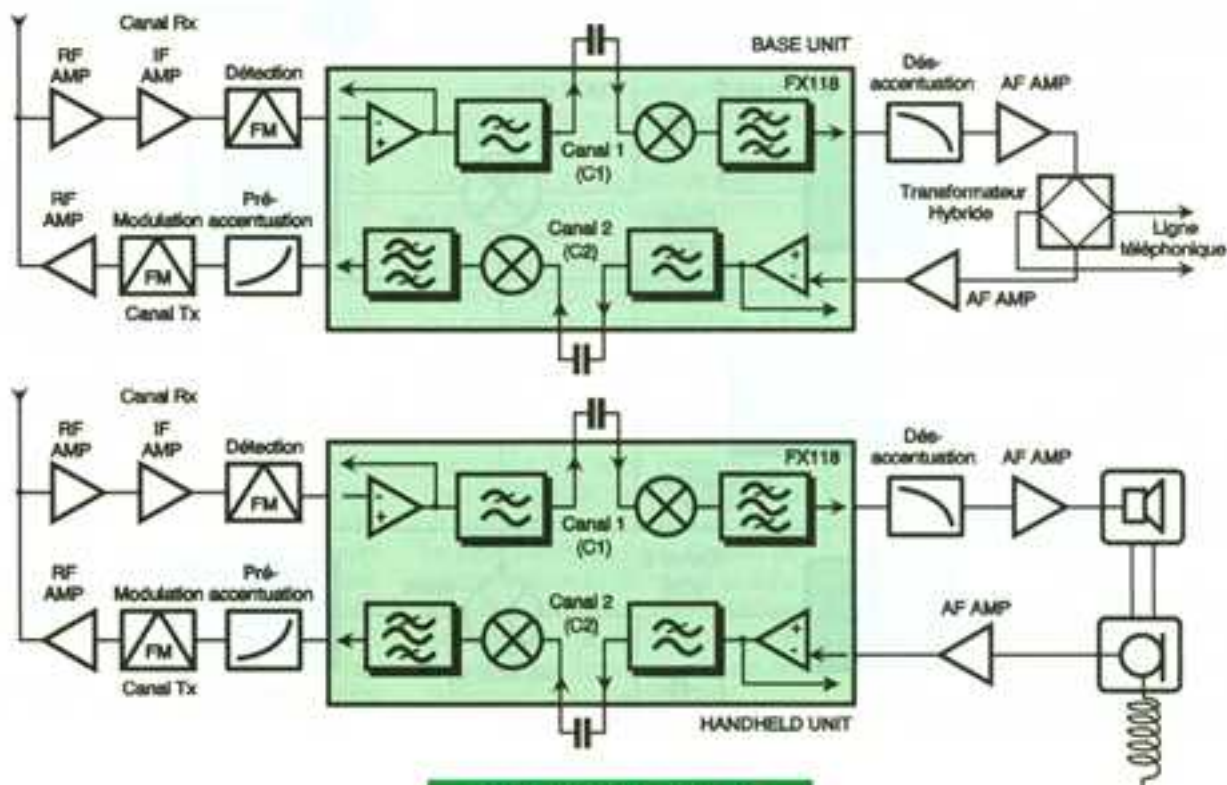 Canal Rx
RF
AMP
IF
AMP
Détection
FM
BASE UNIT
FX118
Dés-
accentuation
AF AMP
Canal 1
(C1)
RF
AMP
Modulation
FM
Canal Tx
Pré-
accentuation
Canal 2
(C2)
Transformateur
Hybride
Ligne
téléphonique
AF AMP
- 
+
+
-
Canal Rx
RF
AMP
IF
AMP
Détection
FM
FX118
Dés-
accentuation
AF AMP
-
+
Canal 1
(C1)
RF
AMP
Modulation
FM
Canal Tx
Pré-
accentuation
Canal 2
(C2)
+
-
AF AMP
HANDHELD UNIT